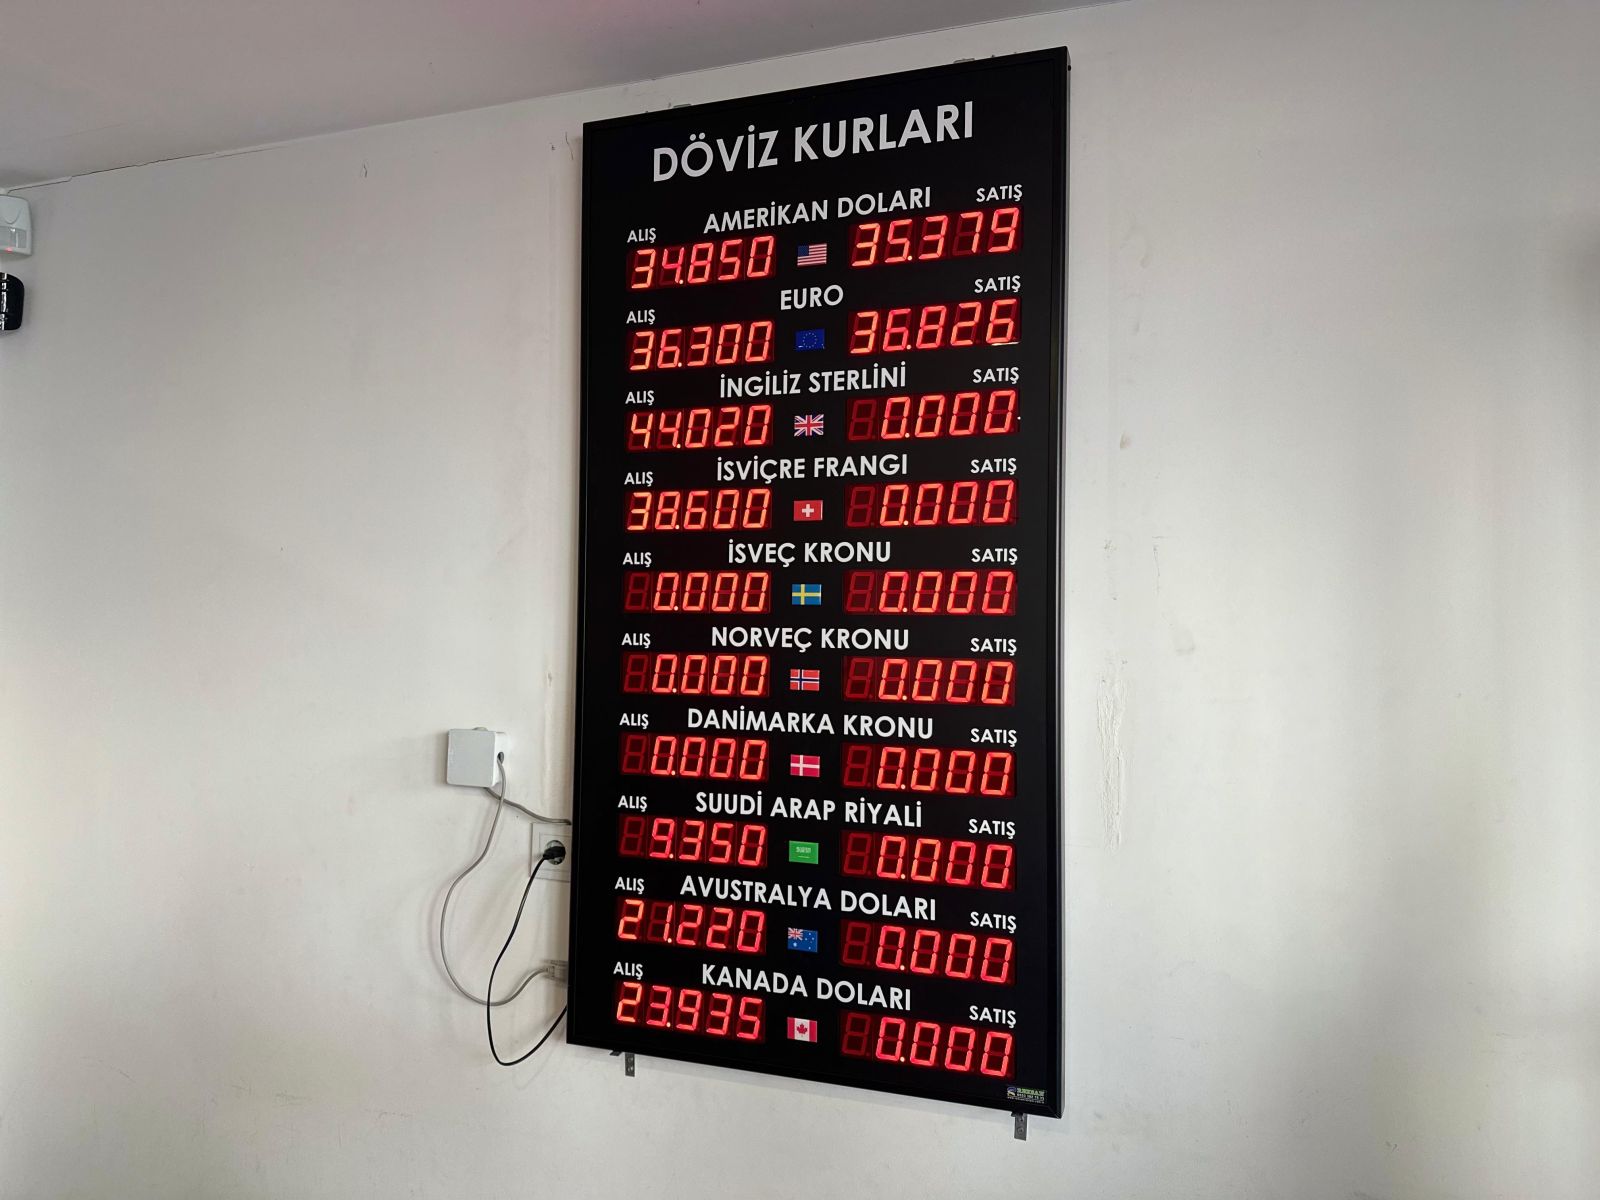 DÖVİZ KURLARI
ALIŞ AMERİKAN DOLARI SATIŞ
34.850 35.379
ALIŞ EURO SATIŞ
36.300 36.826
ALIŞ İNGİLİZ STERLİNİ SATIŞ
44.020 0.000
ALIŞ İSVİÇRE FRANGI SATIŞ
38.600 0.000
ALIŞ İSVEÇ KRONU SATIŞ
0.000 0.000
ALIŞ NORVEÇ KRONU SATIŞ
0.000 0.000
ALIŞ DANİMARKA KRONU SATIŞ
0.000 0.000
ALIŞ SUUDİ ARAP RİYALİ SATIŞ
9.350 0.000
ALIŞ AVUSTRALYA DOLARI SATIŞ
21.220 0.000
ALIŞ KANADA DOLARI SATIŞ
23.935 0.000